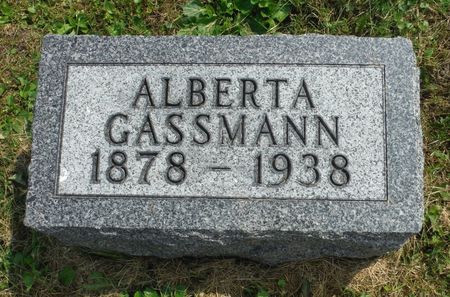 ALBERTA
GASSMANN
1878 - 1938